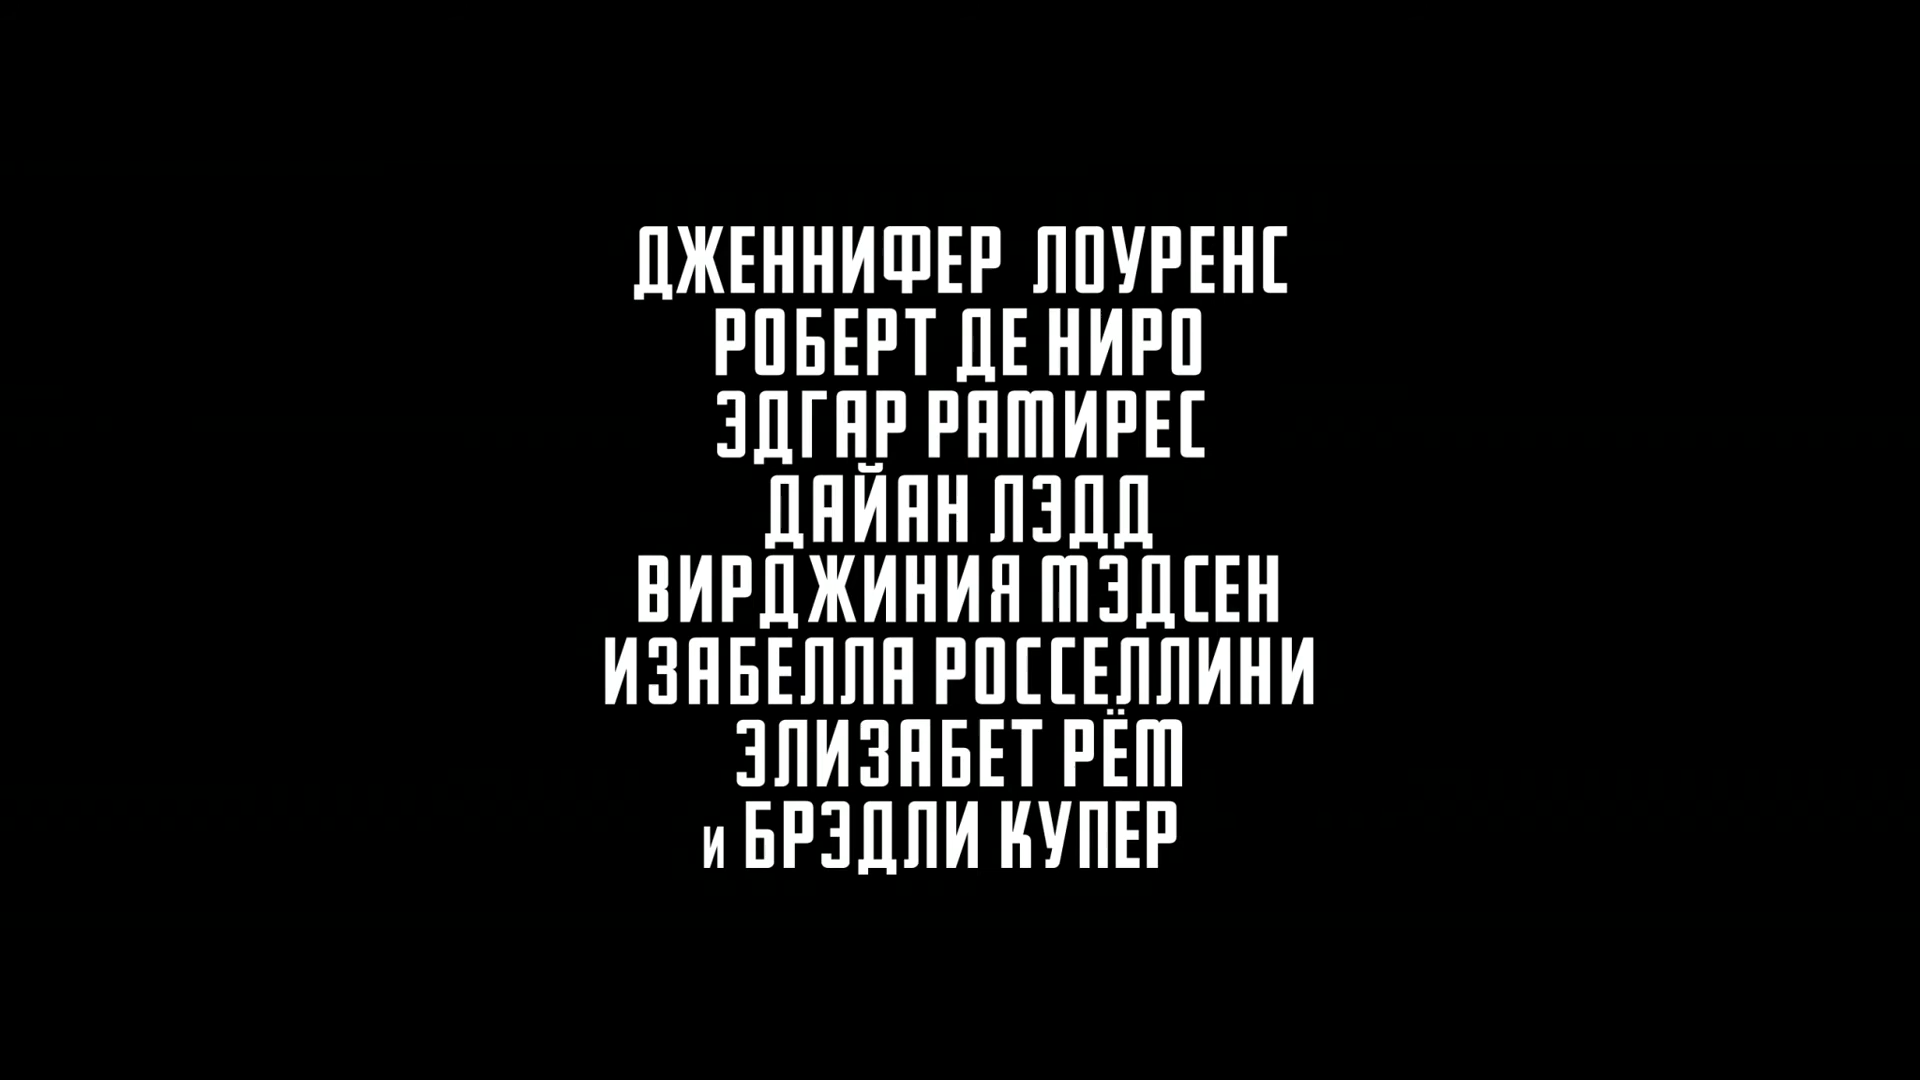 ДЖЕННИФЕР ЛОУРЕНС
РОБЕРТ ДЕ НИРО
ЭДГАР РАМИРЕС
ДАЙАН ЛЭДД
ВИРДЖИНИЯ МЭДСЕН
ИЗАБЕЛЛА РОССЕЛЛИНИ
ЭЛИЗАБЕТ РЁМ
И БРЭДЛИ КУПЕР